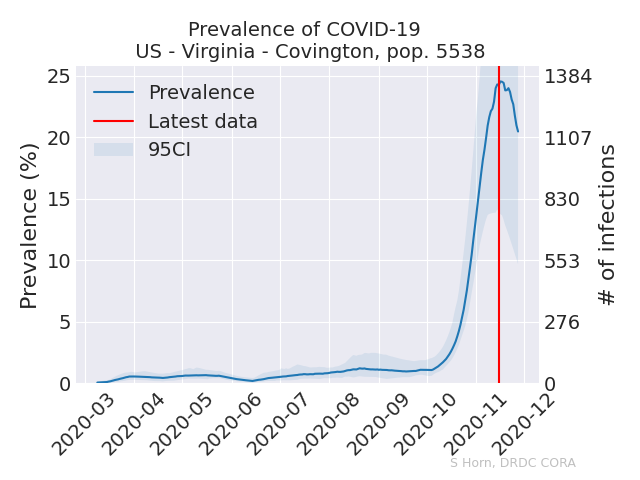 Prevalence of COVID-19
US - Virginia - Covington, pop. 5538
Prevalence
Latest data
95CI
Prevalence (%)
25
20
15
10
5
0
1384
1107
830
553
276
0
# of infections
2020-03
2020-04
2020-05
2020-06
2020-07
2020-08
2020-09
2020-10
2020-11
2020-12
S Horn, DRDC CORA